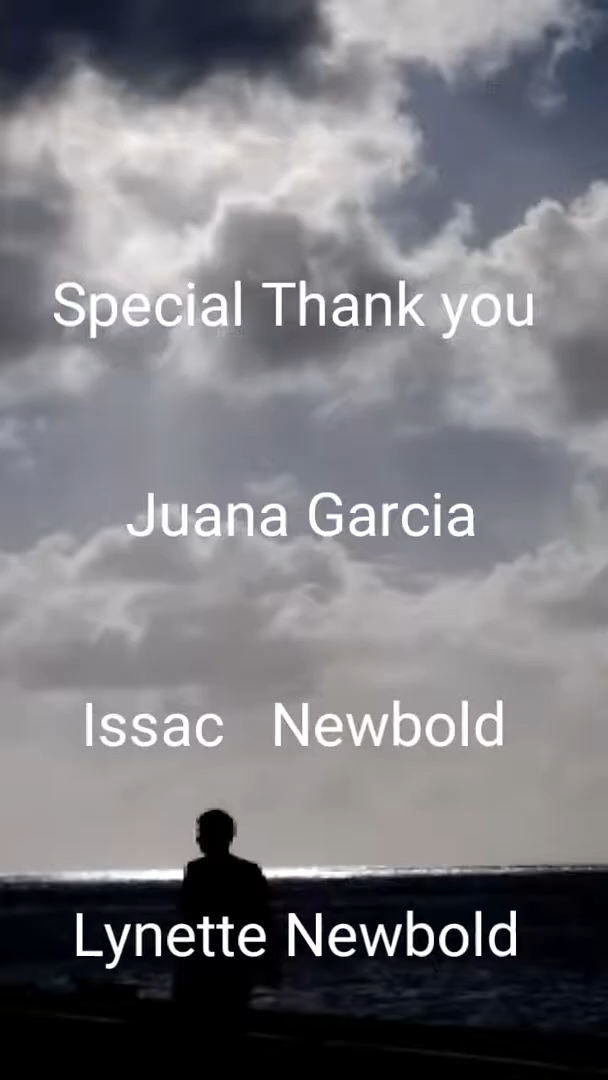 Special Thank you
Juana Garcia
Issac Newbold
Lynette Newbold